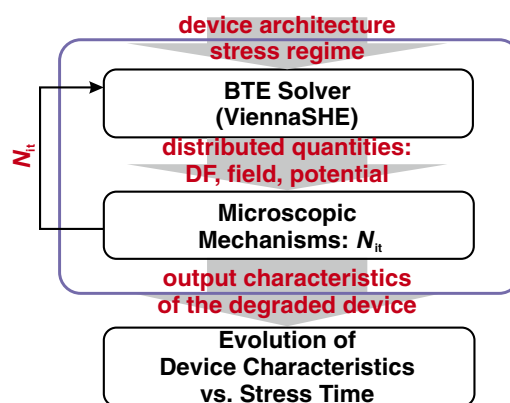 device architecture
stress regime
BTE Solver
(ViennaSHE)
distributed quantities:
DF, field, potential
Nit
Microscopic
Mechanisms: Nit
output characteristics
of the degraded device
Evolution of
Device Characteristics
vs. Stress Time